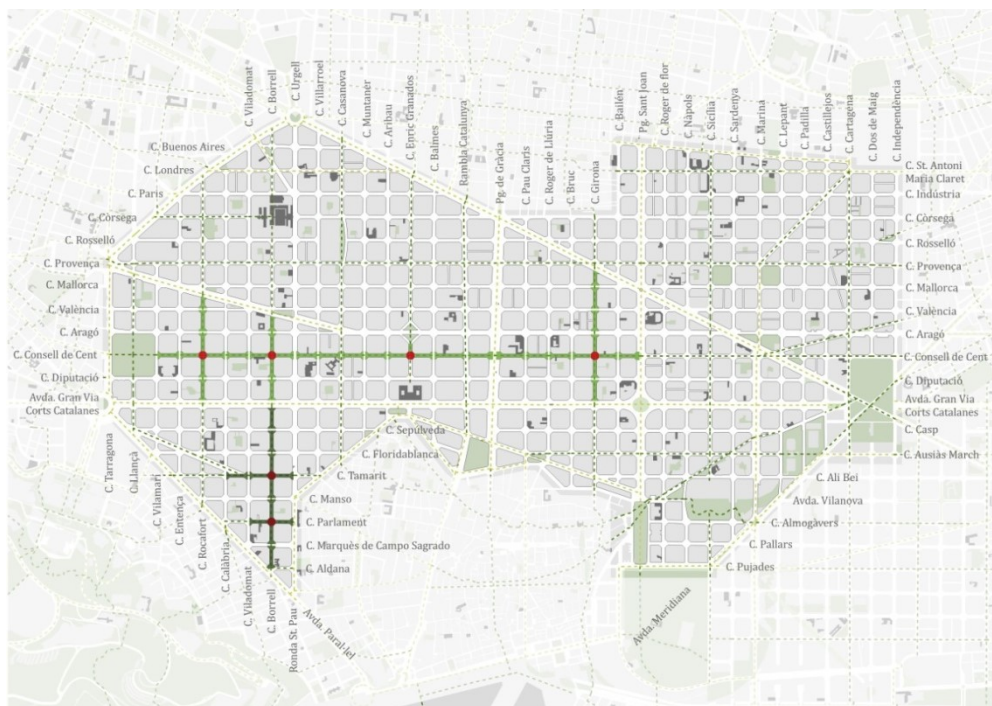 C. Viladomat
C. Borrell
C. Urgell
C. Villarroel
C. Casanova
C. Muntaner
C. Aribau
C. Enric Granados
C. Balmes
Rambla Catalunya
Pg. de Gràcia
C. Pau Claris
C. Roger de Llúria
C. Bruc
C. Girona
C. Bailén
Pg. Sant Joan
C. Roger de flor
C. Nàpols
C. Sicília
C. Sardenya
C. Marina
C. Lepant
C. Padilla
C. Castillejos
C. Cartagena
C. Dos de Maig
C. Independència
C. Buenos Aires
C. Londres
C. Paris
C. Còrsega
C. Rosselló
C. Provença
C. Mallorca
C. València
C. Aragó
C. Consell de Cent
C. Diputació
Avda. Gran Via
Corts Catalanes
C. St. Antoni
Maria Claret
C. Indústria
C. Còrsega
C. Rosselló
C. Provença
C. Mallorca
C. València
C. Aragó
C. Consell de Cent
C. Diputació
Avda. Gran Via
Corts Catalanes
C. Casp
C. Ausiàs March
C. Ali Bei
Avda. Vilanova
C. Almogàvers
C. Pallars
C. Pujades
Avda. Meridiana
C. Sepúlveda
C. Floridablanca
C. Tamarit
C. Manso
C. Parlament
C. Marquès de Campo Sagrado
C. Aldana
Avda. Paral·lel
C. Tarragona
C. Llançà
C. Vilamarí
C. Entença
C. Rocafort
C. Calàbria
C. Viladomat
C. Borrell
Ronda St. Pau